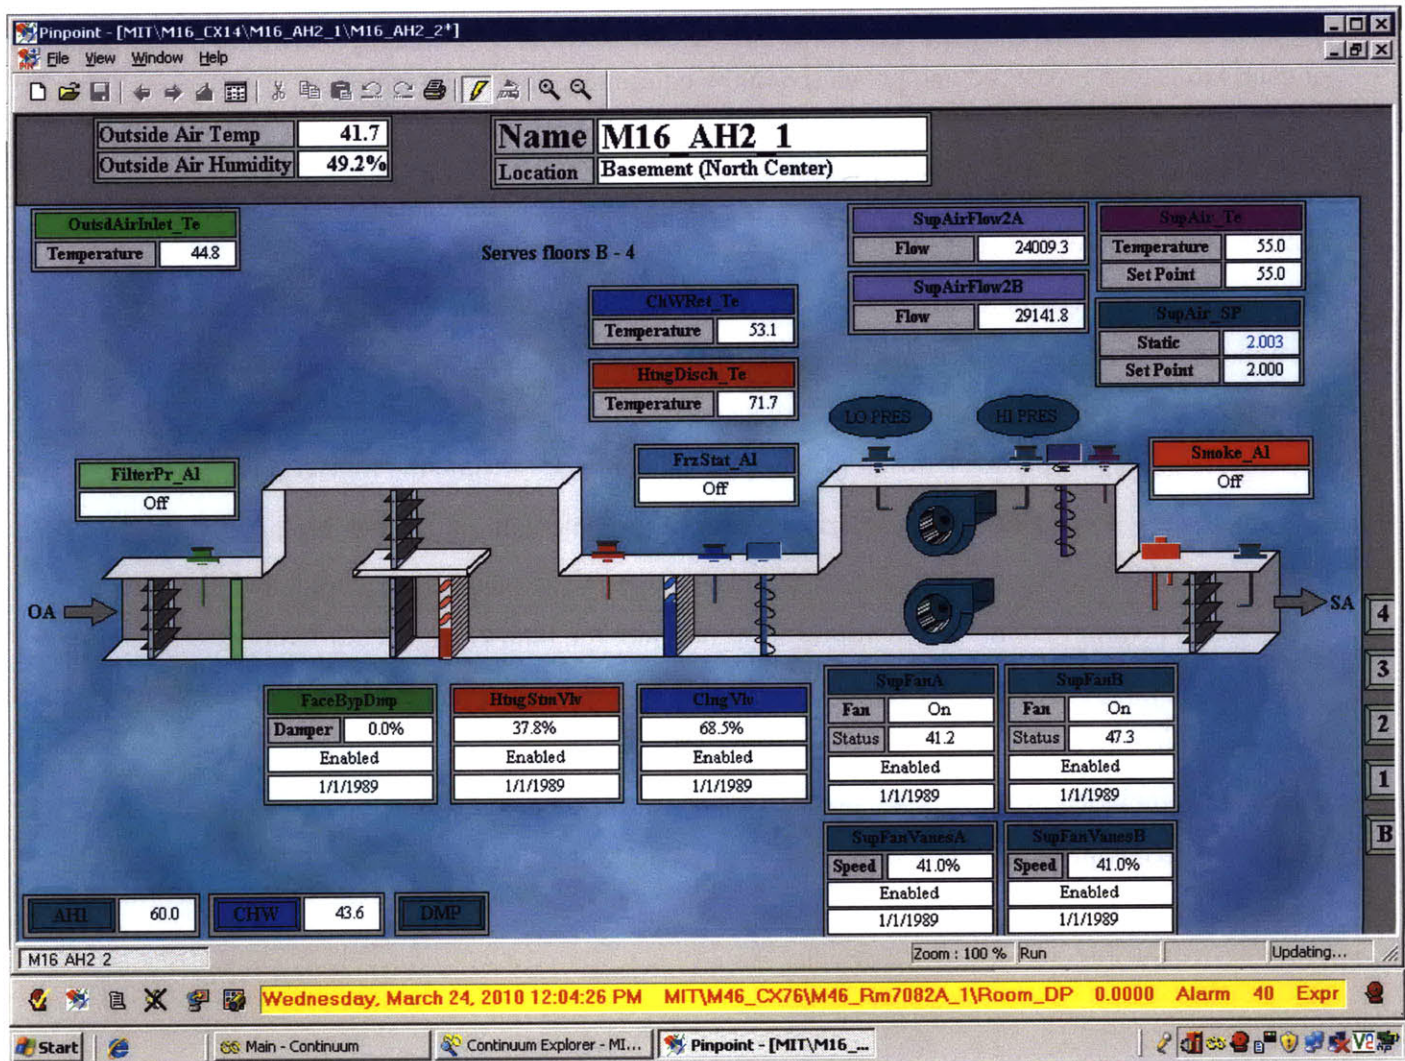 Pinpoint - [MIT\M16_CX14\M16_AH2_1\M16_AH2_2*]
File View Window Help
Outside Air Temp 41.7
Outside Air Humidity 49.2%
Name M16_AH2_1
Location Basement (North Center)
OutsdAirInlet_Te
Temperature 44.8
Serves floors B - 4
SupAirFlow2A
Flow 24009.3
SupAirFlow2B
Flow 29141.8
SupAir_Te
Temperature 55.0
Set Point 55.0
SupAir_SP
Static 2.003
Set Point 2.000
ChWRet_Te
Temperature 53.1
HtngDisch_Te
Temperature 71.7
LO PRES
HI PRES
FilterPr_Al
Off
FrzStat_Al
Off
Smoke_Al
Off
OA
SA
4
3
2
1
B
FaceBypDmp
Damper 0.0%
Enabled
1/1/1989
HtngStmVlv
37.8%
Enabled
1/1/1989
ClngVlv
68.5%
Enabled
1/1/1989
SupFanA
Fan On
Status 41.2
Enabled
1/1/1989
SupFanB
Fan On
Status 47.3
Enabled
1/1/1989
SupFanVanesA
Speed 41.0%
Enabled
1/1/1989
SupFanVanesB
Speed 41.0%
Enabled
1/1/1989
AH1 60.0
CHW 43.6
DMP
M16 AH2 2
Zoom : 100 % Run Updating...
Wednesday, March 24, 2010 12:04:26 PM MIT\M46_CX76\M46_Rm7082A_1\Room_DP 0.0000 Alarm 40 Expr
Start Main - Continuum Continuum Explorer - MI... Pinpoint - [MIT\M16_...